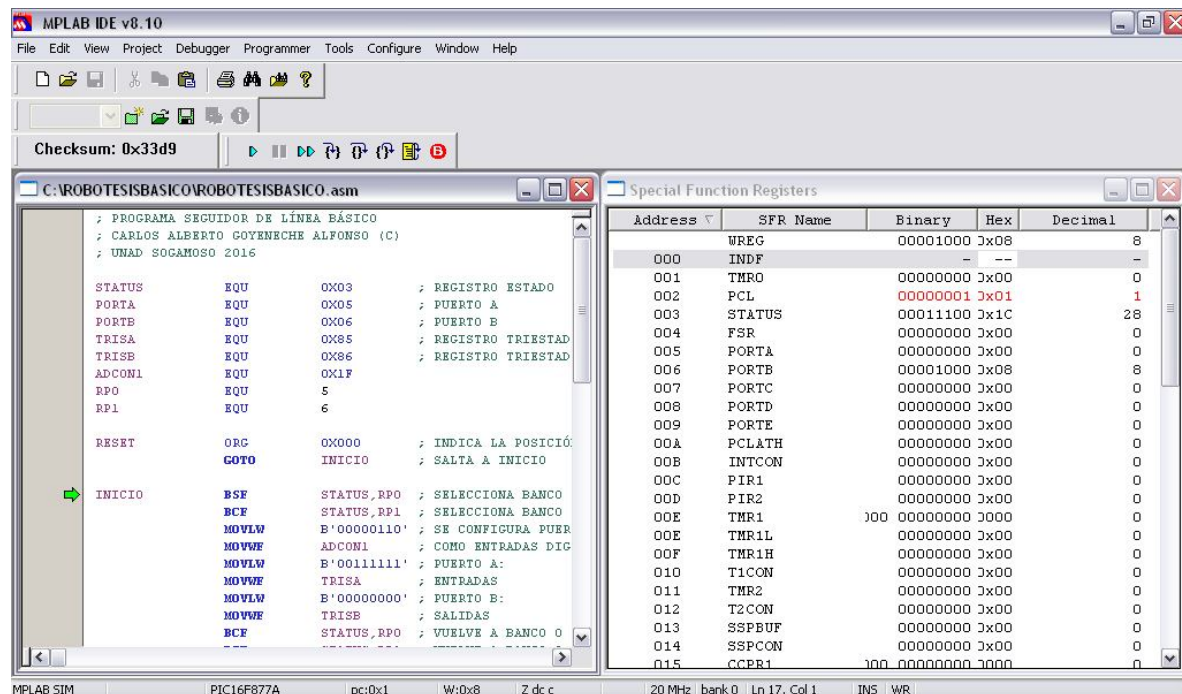 MPLAB IDE v8.10
File Edit View Project Debugger Programmer Tools Configure Window Help
Checksum: 0x33d9
C:\ROBOTESISBASICO\ROBOTESISBASICO.asm
; PROGRAMA SEGUIDOR DE LÍNEA BÁSICO
; CARLOS ALBERTO GOYENECHE ALFONSO (C)
; UNAD SOGAMOSO 2016
STATUS EQU 0X03 ; REGISTRO ESTADO
PORTA EQU 0X05 ; PUERTO A
PORTB EQU 0X06 ; PUERTO B
TRISA EQU 0X85 ; REGISTRO TRIESTAD
TRISB EQU 0X86 ; REGISTRO TRIESTAD
ADCON1 EQU 0X1F
RP0 EQU 5
RP1 EQU 6
RESET ORG 0X000 ; INDICA LA POSICIÓ
GOTO INICIO ; SALTA A INICIO
INICIO BSF STATUS,RP0 ; SELECCIONA BANCO
BCF STATUS,RP1 ; SELECCIONA BANCO
MOVLW B'00000110' ; SE CONFIGURA PUER
MOVWF ADCON1 ; COMO ENTRADAS DIG
MOVLW B'00111111' ; PUERTO A:
MOVWF TRISA ; ENTRADAS
MOVLW B'00000000' ; PUERTO B:
MOVWF TRISB ; SALIDAS
BCF STATUS,RP0 ; VUELVE A BANCO 0
Special Function Registers
Address SFR Name Binary Hex Decimal
WREG 00001000 0x08 8
000 INDF - -- -
001 TMR0 00000000 0x00 0
002 PCL 00000001 0x01 1
003 STATUS 00011100 0x1C 28
004 FSR 00000000 0x00 0
005 PORTA 00000000 0x00 0
006 PORTB 00001000 0x08 8
007 PORTC 00000000 0x00 0
008 PORTD 00000000 0x00 0
009 PORTE 00000000 0x00 0
00A PCLATH 00000000 0x00 0
00B INTCON 00000000 0x00 0
00C PIR1 00000000 0x00 0
00D PIR2 00000000 0x00 0
00E TMR1 000 00000000 0000 0
00E TMR1L 00000000 0x00 0
00F TMR1H 00000000 0x00 0
010 T1CON 00000000 0x00 0
011 TMR2 00000000 0x00 0
012 T2CON 00000000 0x00 0
013 SSPBUF 00000000 0x00 0
014 SSPCON 00000000 0x00 0
015 CCPR1 000 00000000 0000 0
MPLAB SIM PIC16F877A pc:0x1 W:0x8 Z dc c 20 MHz bank 0 Ln 17, Col 1 INS WR